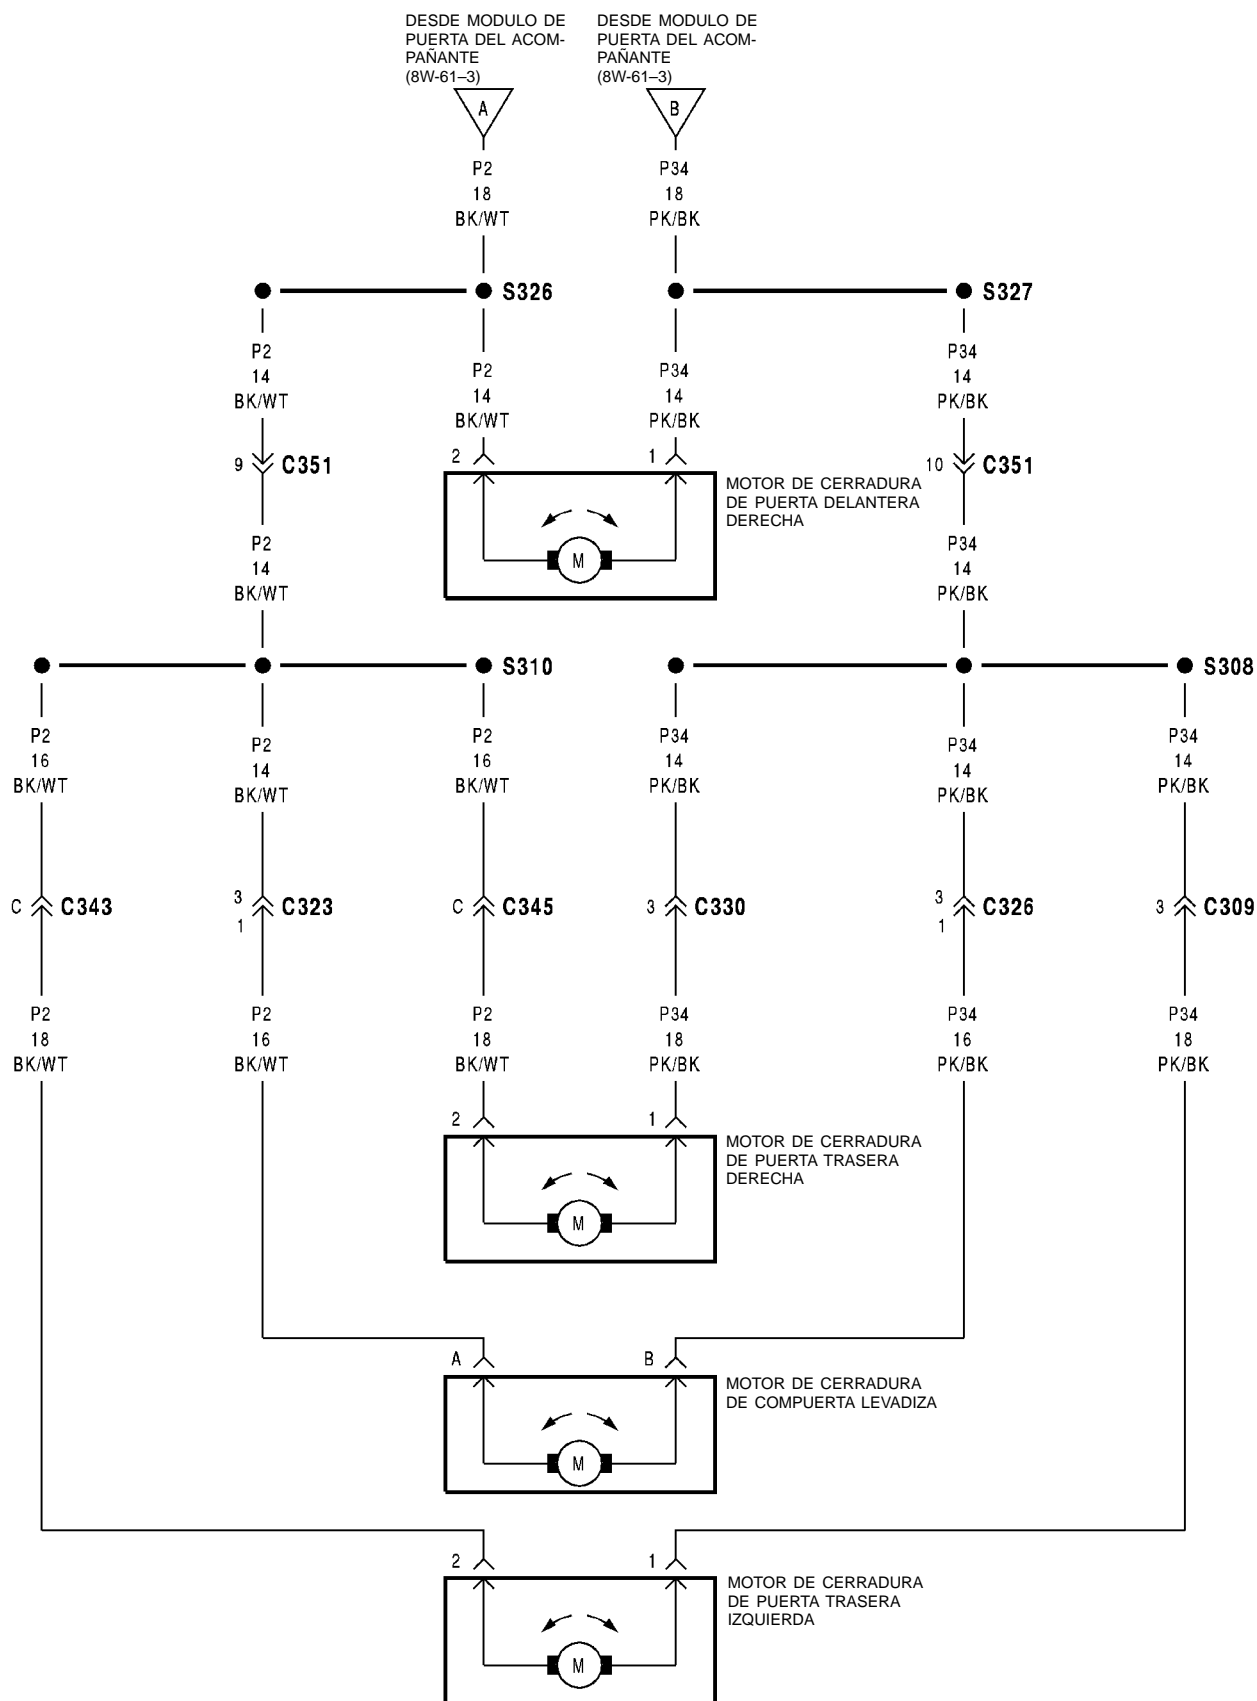 DESDE MODULO DE
PUERTA DEL ACOM-
PAÑANTE
(8W-61–3)
DESDE MODULO DE
PUERTA DEL ACOM-
PAÑANTE
(8W-61–3)
A
B
P2
18
BK/WT
P34
18
PK/BK
S326
S327
P2
14
BK/WT
P2
14
BK/WT
P34
14
PK/BK
P34
14
PK/BK
9
C351
2
1
10
C351
MOTOR DE CERRADURA
DE PUERTA DELANTERA
DERECHA
M
P2
14
BK/WT
P34
14
PK/BK
S310
S308
P2
16
BK/WT
P2
14
BK/WT
P2
16
BK/WT
P34
14
PK/BK
P34
14
PK/BK
P34
14
PK/BK
C
C343
3
1
C323
C
C345
3
C330
3
1
C326
3
C309
P2
18
BK/WT
P2
16
BK/WT
P2
18
BK/WT
P34
18
PK/BK
P34
16
PK/BK
P34
18
PK/BK
2
1
MOTOR DE CERRADURA
DE PUERTA TRASERA
DERECHA
M
A
B
MOTOR DE CERRADURA
DE COMPUERTA LEVADIZA
M
2
1
MOTOR DE CERRADURA
DE PUERTA TRASERA
IZQUIERDA
M